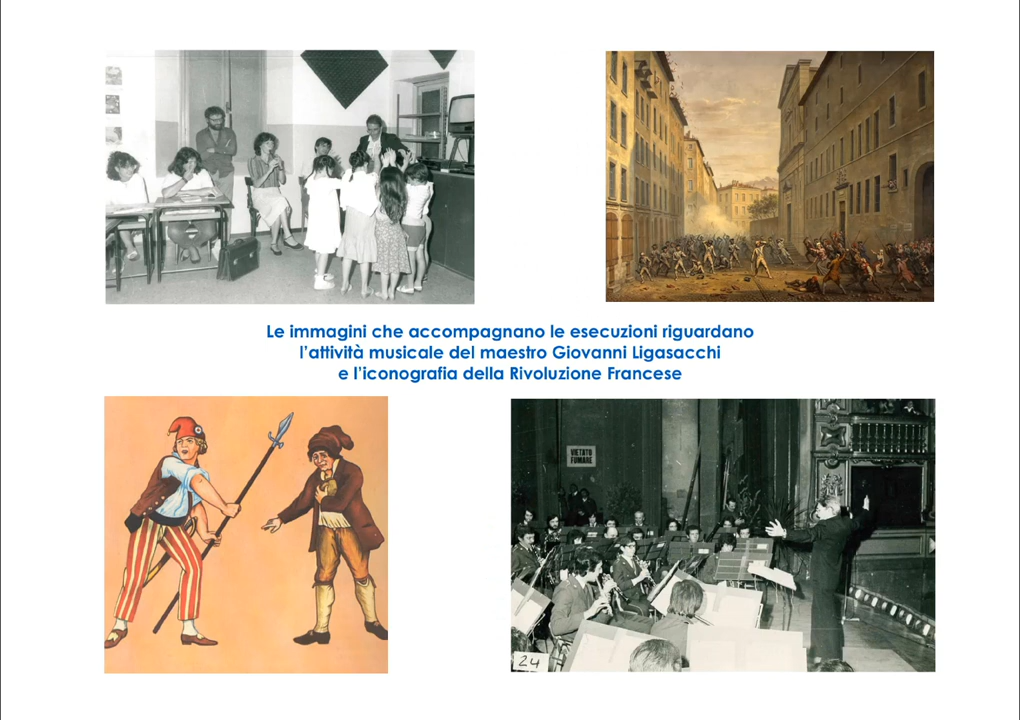 Le immagini che accompagnano le esecuzioni riguardano
l'attività musicale del maestro Giovanni Ligasacchi
e l'iconografia della Rivoluzione Francese
VIETATO
FUMARE
24